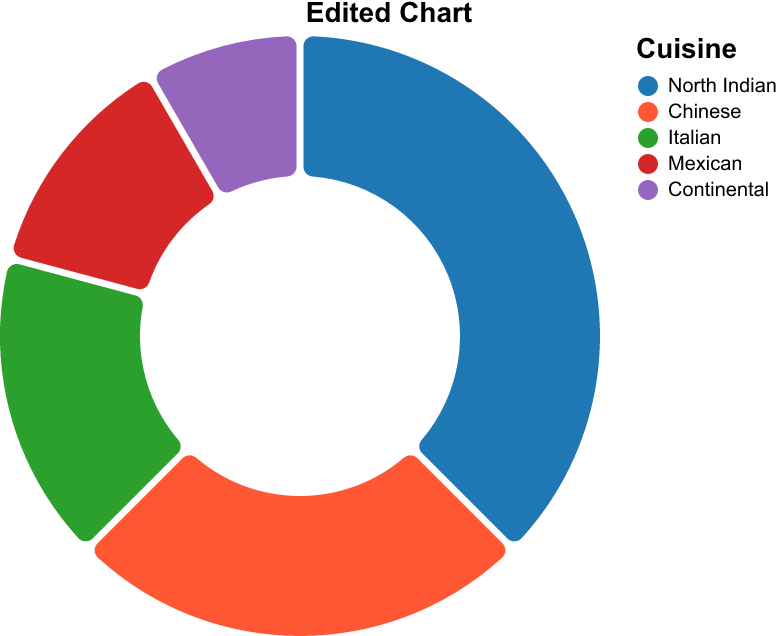 Edited Chart
Cuisine
North Indian
Chinese
Italian
Mexican
Continental